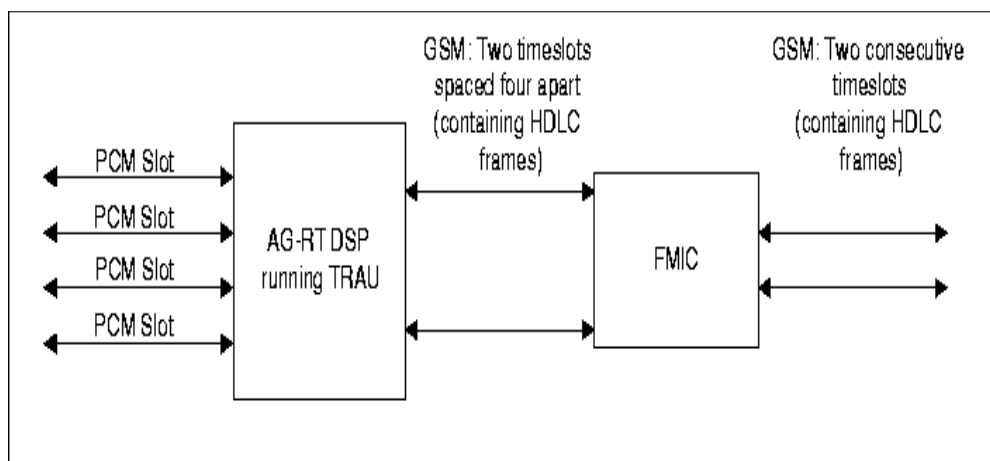 GSM: Two timeslots
spaced four apart
(containing HDLC
frames)
GSM: Two consecutive
timeslots
(containing HDLC
frames)
PCM Slot
PCM Slot
PCM Slot
PCM Slot
AG-RT DSP
running TRAU
FMIC